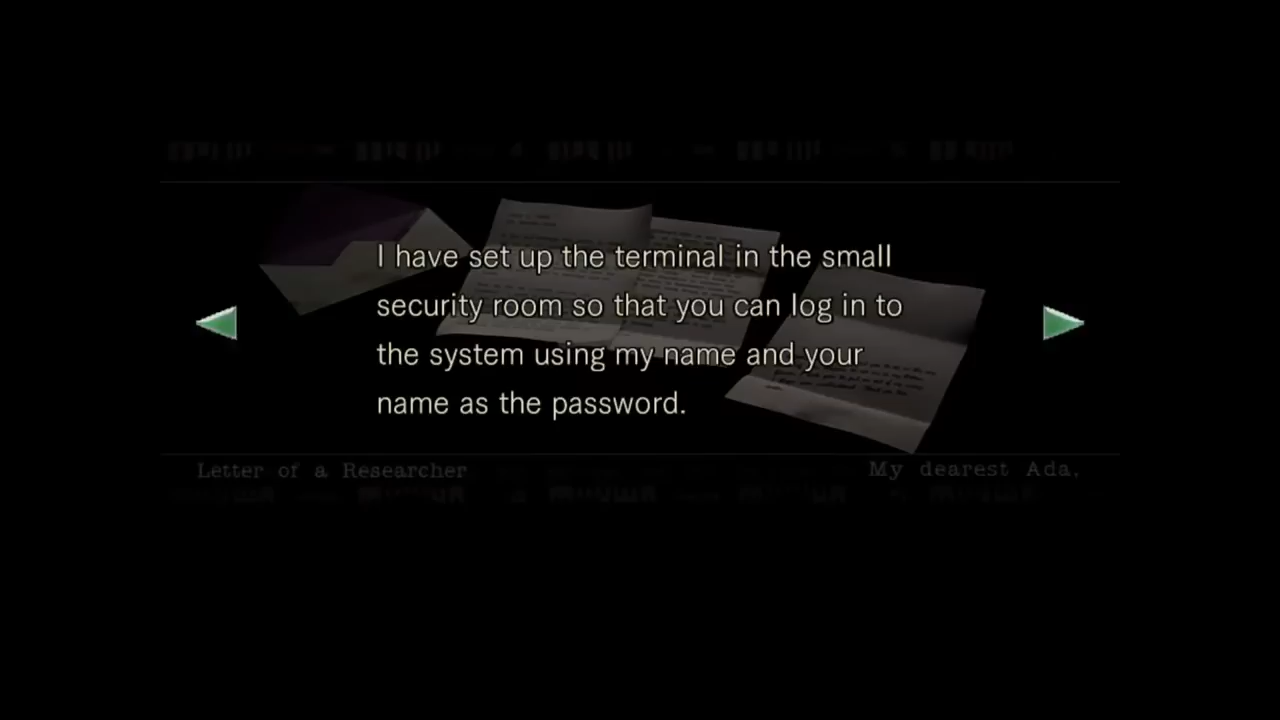 I have set up the terminal in the small
security room so that you can log in to
the system using my name and your
name as the password.
Letter of a Researcher
My dearest Ada,